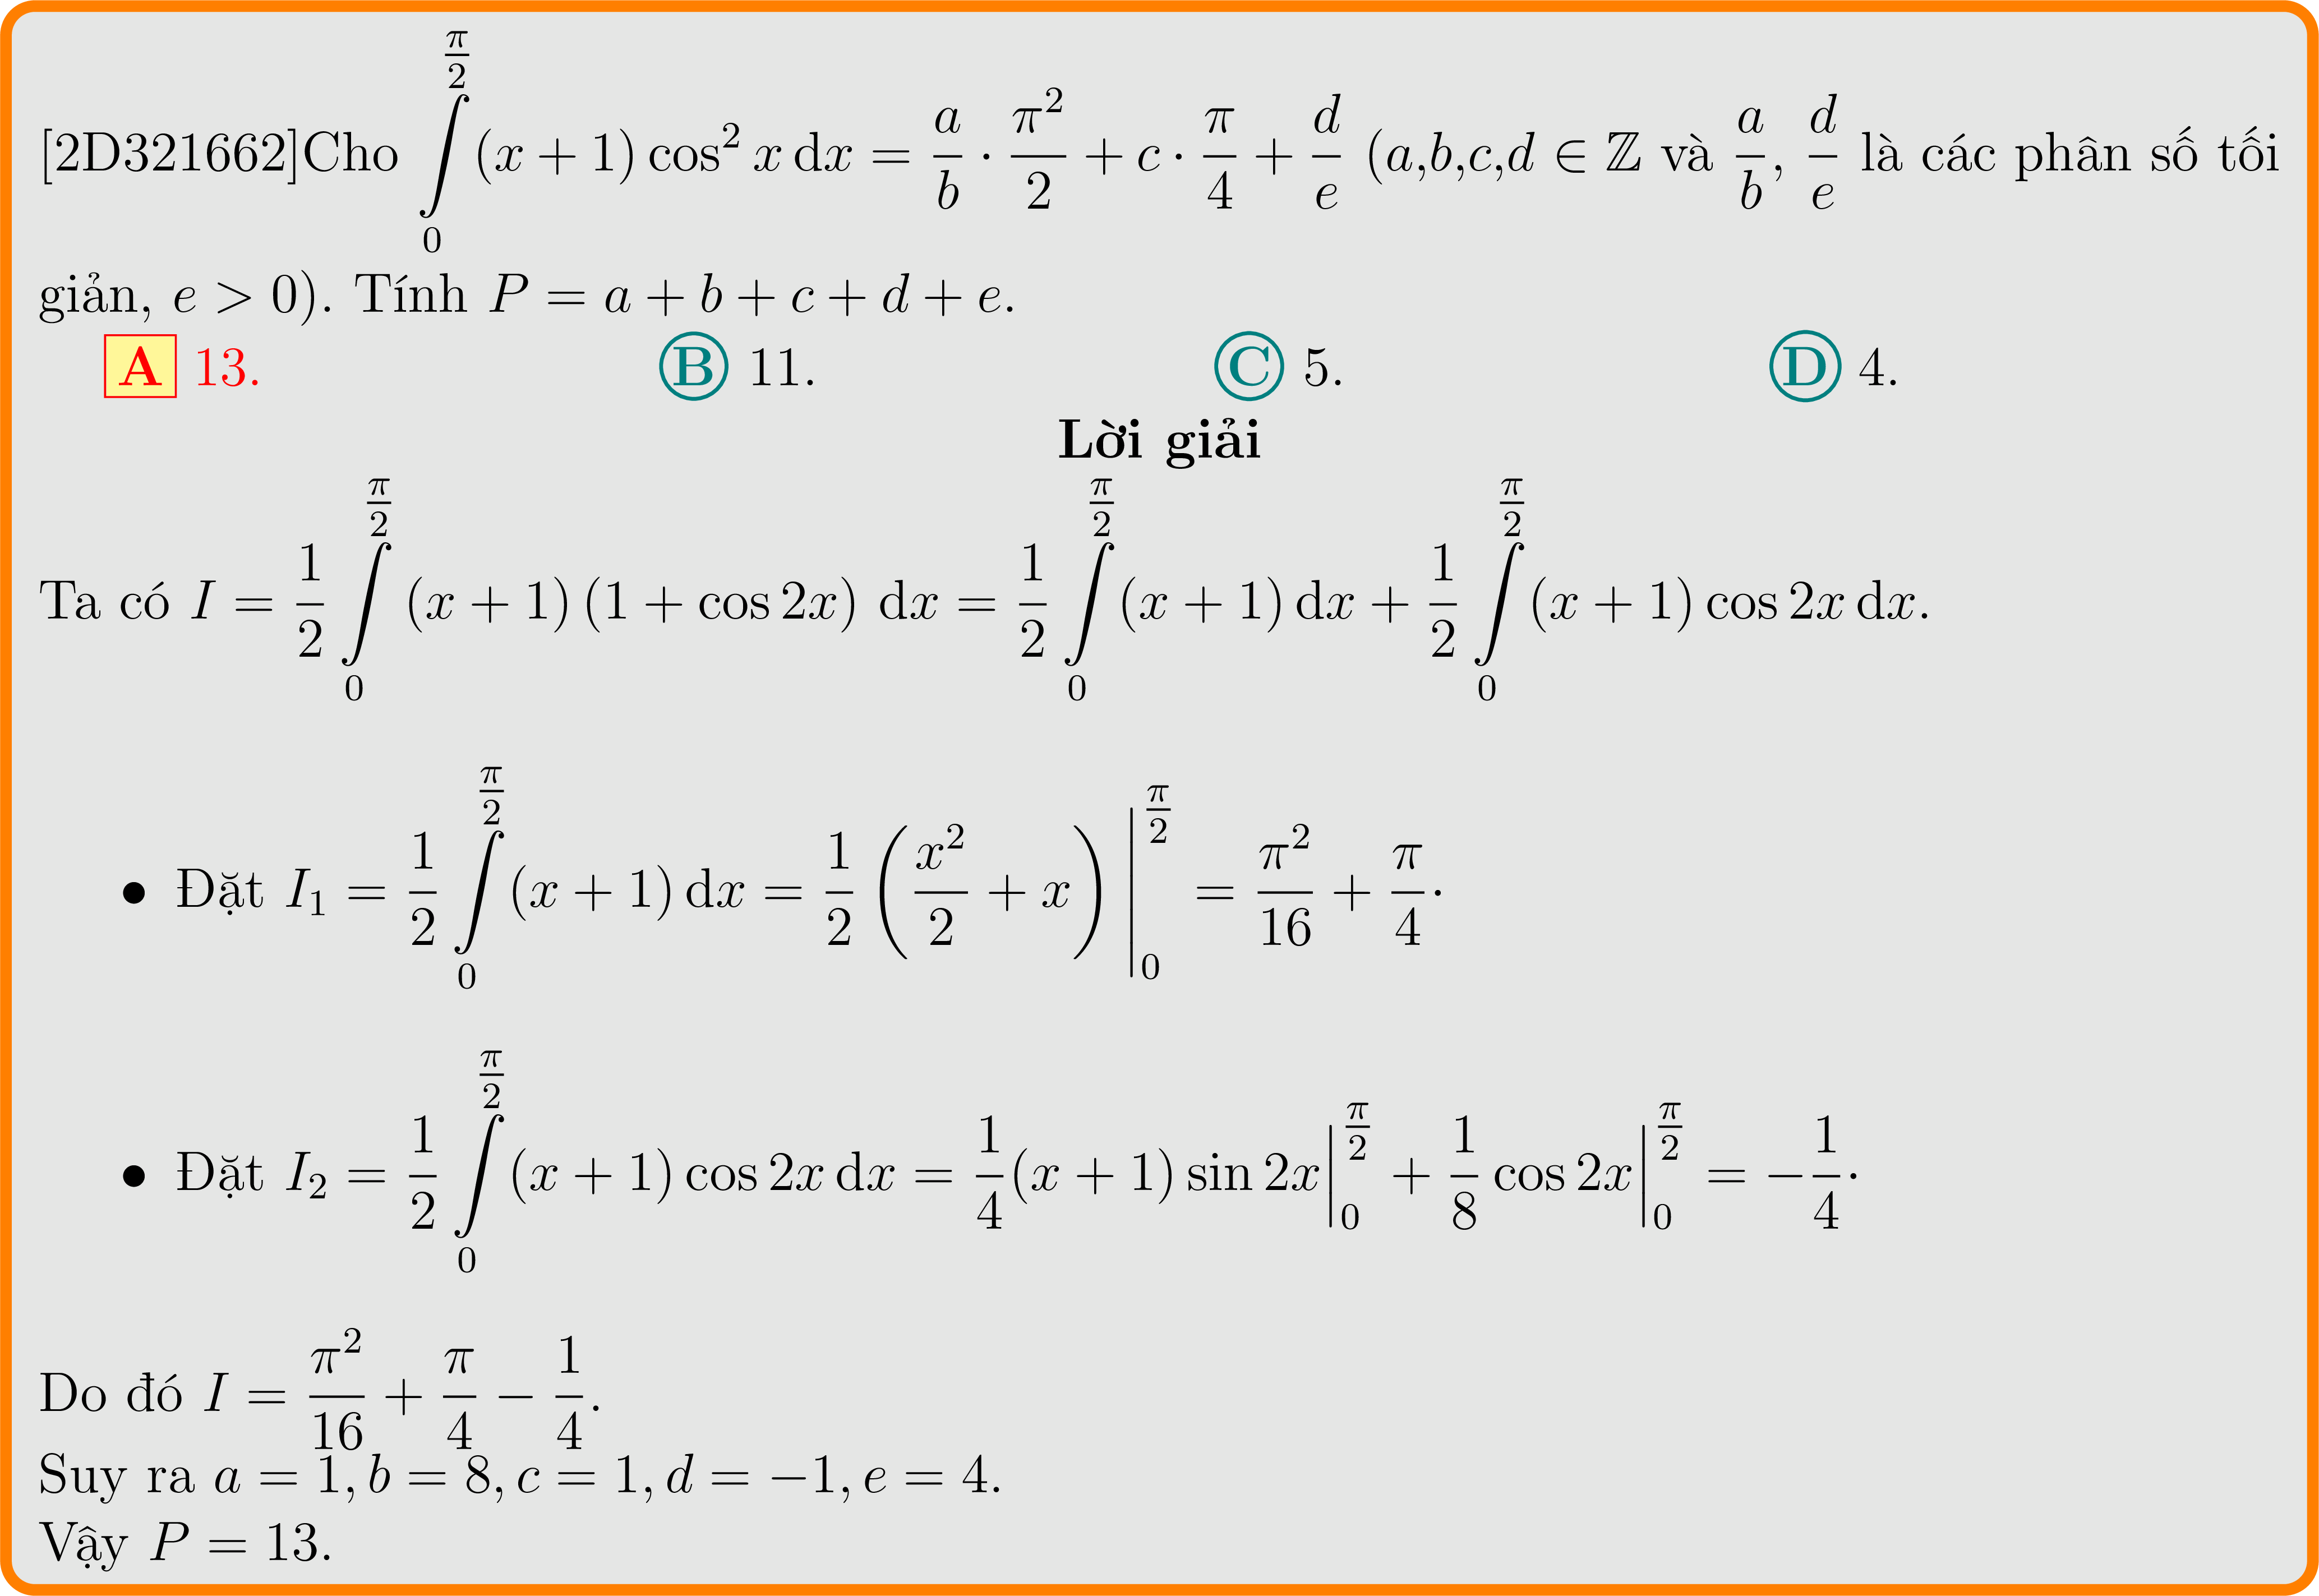 [2D321662]Cho $\int\limits_0^{\frac{\pi}{2}} (x+1)\cos^2 x \, \mathrm{d}x = \frac{a}{b} \cdot \frac{\pi^2}{2} + c \cdot \frac{\pi}{4} + \frac{d}{e}$ (a,b,c,d ∈ ℤ và $\frac{a}{b}$, $\frac{d}{e}$ là các phân số tối
giản, e > 0). Tính P = a + b + c + d + e.
A 13. B 11. C 5. D 4.
Lời giải
Ta có $I = \frac{1}{2}\int\limits_0^{\frac{\pi}{2}} (x+1)(1+\cos 2x) \, \mathrm{d}x = \frac{1}{2}\int\limits_0^{\frac{\pi}{2}} (x+1) \, \mathrm{d}x + \frac{1}{2}\int\limits_0^{\frac{\pi}{2}} (x+1)\cos 2x \, \mathrm{d}x.$
• Đặt $I_1 = \frac{1}{2}\int\limits_0^{\frac{\pi}{2}} (x+1) \, \mathrm{d}x = \frac{1}{2}\left(\frac{x^2}{2} + x\right)\Big|_0^{\frac{\pi}{2}} = \frac{\pi^2}{16} + \frac{\pi}{4}\cdot$
• Đặt $I_2 = \frac{1}{2}\int\limits_0^{\frac{\pi}{2}} (x+1)\cos 2x \, \mathrm{d}x = \frac{1}{4}(x+1)\sin 2x\Big|_0^{\frac{\pi}{2}} + \frac{1}{8}\cos 2x\Big|_0^{\frac{\pi}{2}} = -\frac{1}{4}\cdot$
Do đó $I = \frac{\pi^2}{16} + \frac{\pi}{4} - \frac{1}{4}.$
Suy ra a = 1, b = 8, c = 1, d = −1, e = 4.
Vậy P = 13.